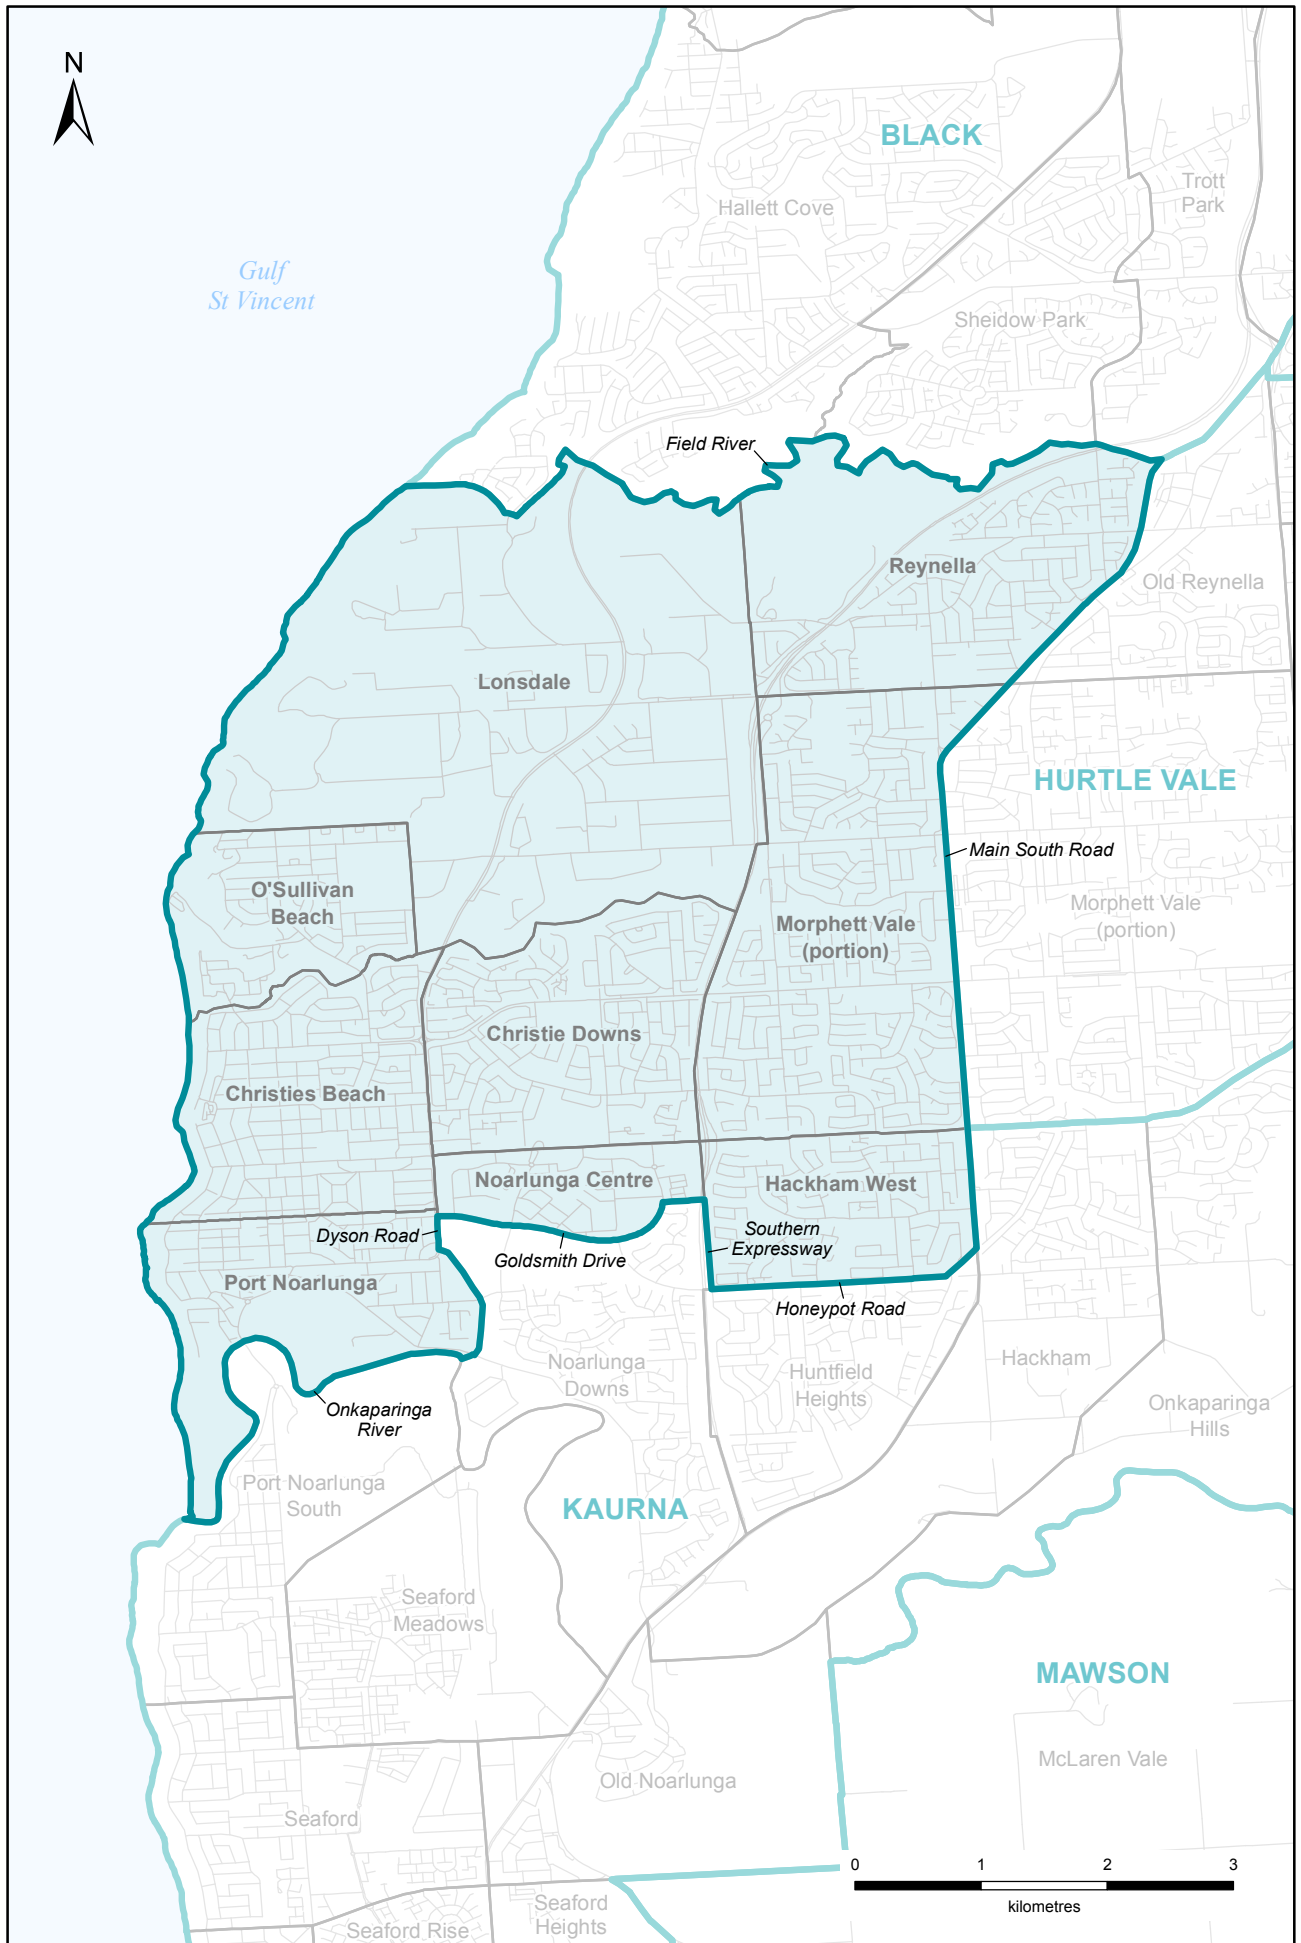 N
BLACK
Trott
Park
Hallett Cove
Gulf
St Vincent
Sheidow Park
Field River
Reynella
Old Reynella
Lonsdale
HURTLE VALE
Main South Road
O'Sullivan
Beach
Morphett Vale
(portion)
Morphett Vale
(portion)
Christie Downs
Christies Beach
Noarlunga Centre
Hackham West
Dyson Road
Goldsmith Drive
Southern
Expressway
Port Noarlunga
Honeypot Road
Noarlunga
Downs
Huntfield
Heights
Hackham
Onkaparinga
River
Onkaparinga
Hills
Port Noarlunga
South
KAURNA
Seaford
Meadows
MAWSON
McLaren Vale
Old Noarlunga
Seaford
0 1 2 3
kilometres
Seaford
Heights
Seaford Rise